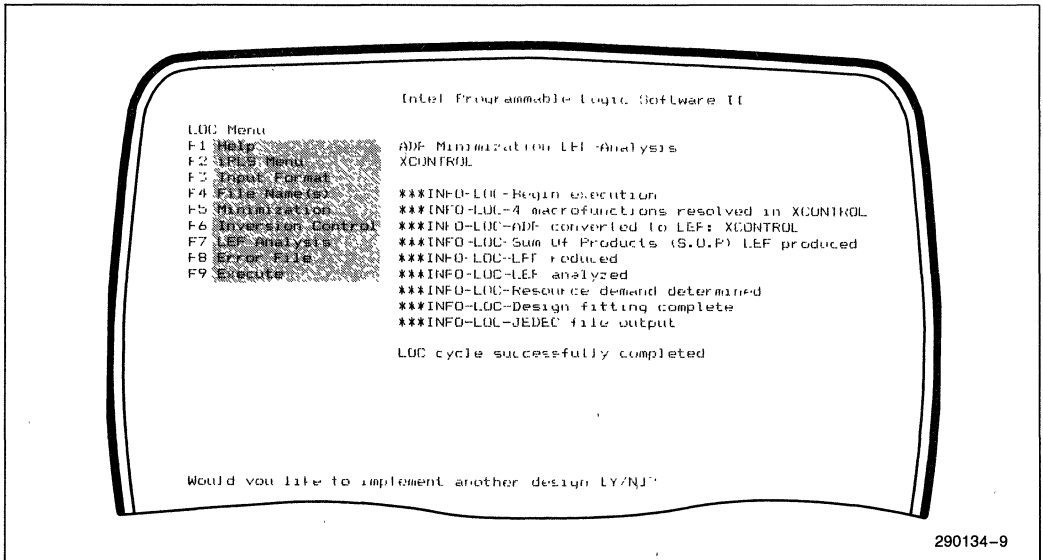 Intel Programmable Logic Software II
LOC Menu
F1 Help
F2 iPLS Menu
F3 Input Format
F4 File Name(s)
F5 Minimization
F6 Inversion Control
F7 LEF Analysis
F8 Error File
F9 Execute
ADF Minimization LEF-Analysis
XCONTROL
***INFO-LOC-Begin execution
***INFO-LOC-4 macrofunctions resolved in XCONTROL
***INFO-LOC-ADF converted to LEF: XCONTROL
***INFO-LOC-Sum Of Products (S.O.P) LEF produced
***INFO-LOC-LEF reduced
***INFO-LOC-LEF analyzed
***INFO-LOC-Resource demand determined
***INFO-LOC-Design fitting complete
***INFO-LOC-JEDEC file output
LOC cycle successfully completed
Would you like to implement another design [Y/N]?
290134-9